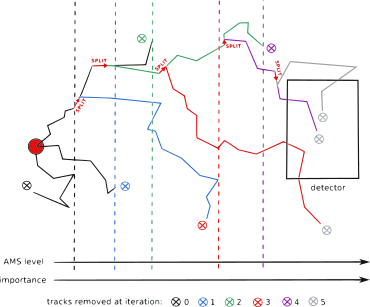 SPLIT
SPLIT
SPLIT
SPLIT
SPLIT
detector
AMS level
importance
tracks removed at iteration: 0 1 2 3 4 5